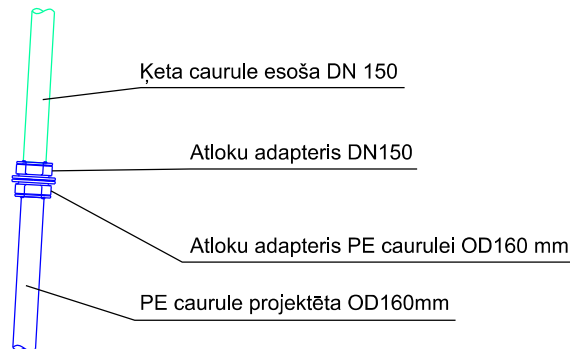 Ķeta caurule esoša DN 150
Atloku adapteris DN150
Atloku adapteris PE caurulei OD160 mm
PE caurule projektēta OD160mm